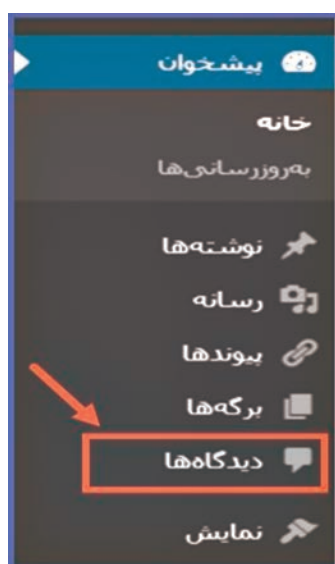 پیشخوان
خانه
به‌روزرسانی‌ها
نوشته‌ها
رسانه
پیوندها
برگه‌ها
دیدگاه‌ها
نمایش